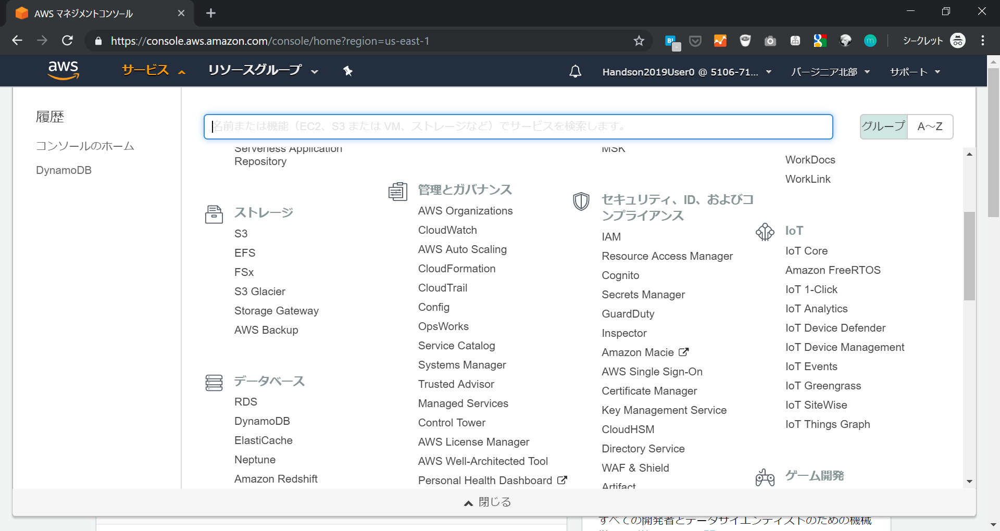 AWS マネジメントコンソール
https://console.aws.amazon.com/console/home?region=us-east-1
シークレット
aws
サービス
リソースグループ
Handson2019User0 @ 5106-71...
バージニア北部
サポート
履歴
コンソールのホーム
DynamoDB
名前または機能（EC2、S3 または VM、ストレージなど）でサービスを検索します。
グループ
A～Z
Serverless Application
Repository
ストレージ
S3
EFS
FSx
S3 Glacier
Storage Gateway
AWS Backup
データベース
RDS
DynamoDB
ElastiCache
Neptune
Amazon Redshift
管理とガバナンス
AWS Organizations
CloudWatch
AWS Auto Scaling
CloudFormation
CloudTrail
Config
OpsWorks
Service Catalog
Systems Manager
Trusted Advisor
Managed Services
Control Tower
AWS License Manager
AWS Well-Architected Tool
Personal Health Dashboard
MSK
セキュリティ、ID、およびコ
ンプライアンス
IAM
Resource Access Manager
Cognito
Secrets Manager
GuardDuty
Inspector
Amazon Macie
AWS Single Sign-On
Certificate Manager
Key Management Service
CloudHSM
Directory Service
WAF & Shield
Artifact
WorkDocs
WorkLink
IoT
IoT Core
Amazon FreeRTOS
IoT 1-Click
IoT Analytics
IoT Device Defender
IoT Device Management
IoT Events
IoT Greengrass
IoT SiteWise
IoT Things Graph
ゲーム開発
閉じる
すべての開発者とデータサイエンティストのための機械